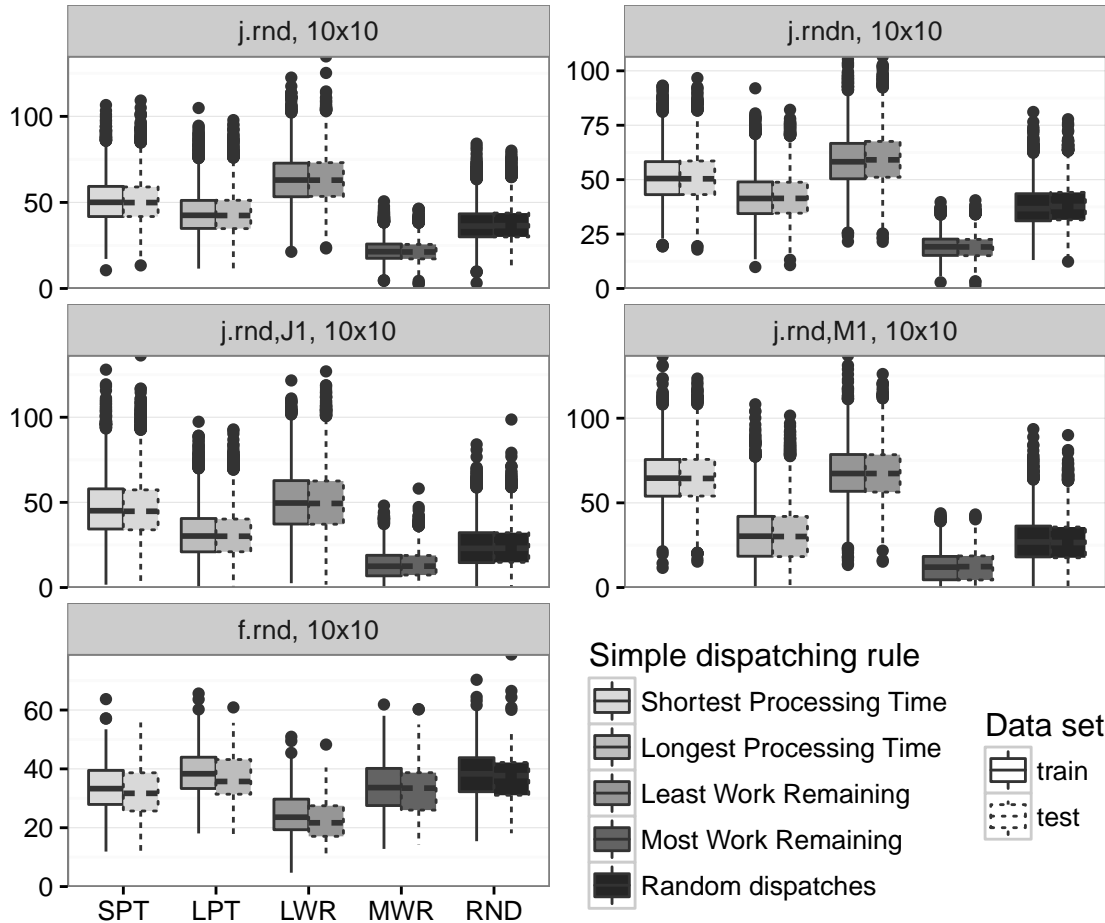 j.rnd, 10x10
0
50
100
j.rndn, 10x10
0
25
50
75
100
j.rnd,J1, 10x10
0
50
100
j.rnd,M1, 10x10
0
50
100
f.rnd, 10x10
0
20
40
60
SPT LPT LWR MWR RND
Simple dispatching rule
Shortest Processing Time
Longest Processing Time
Least Work Remaining
Most Work Remaining
Random dispatches
Data set
train
test